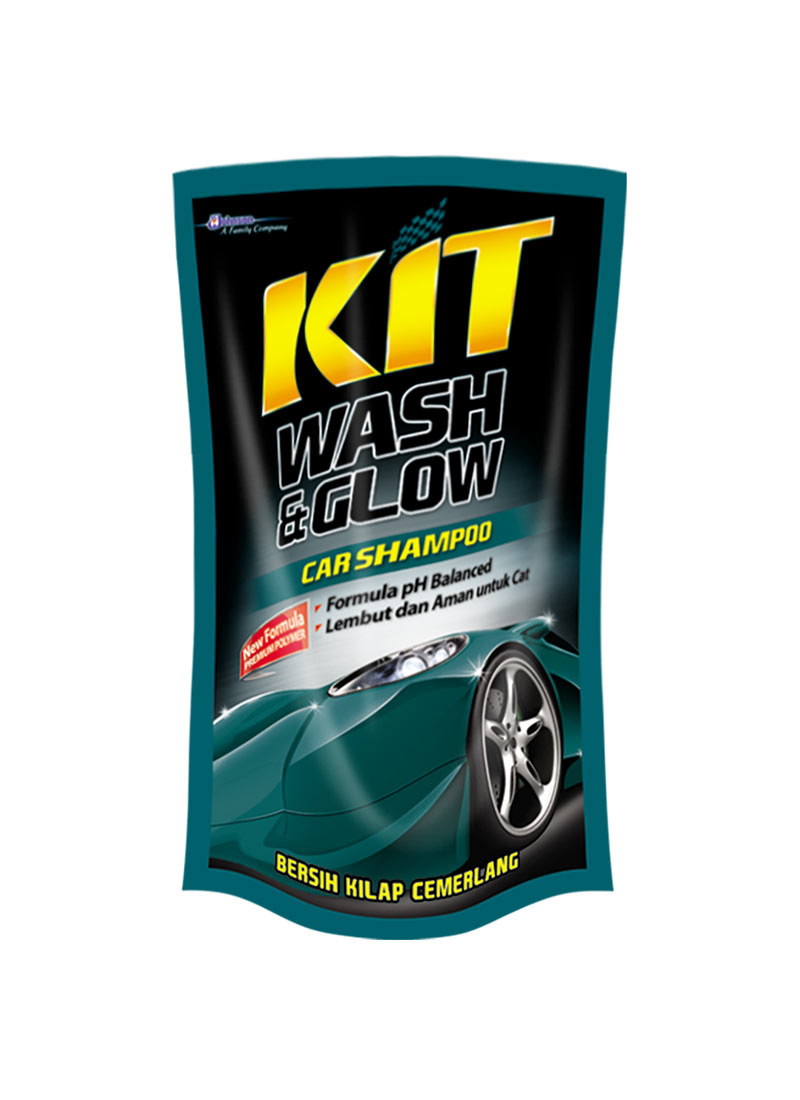 Johnson
A Family Company
KIT
WASH
& GLOW
CAR SHAMPOO
Formula pH Balanced
Lembut dan Aman untuk Cat
New Formula
PREMIUM POLYMER
BERSIH KILAP CEMERLANG